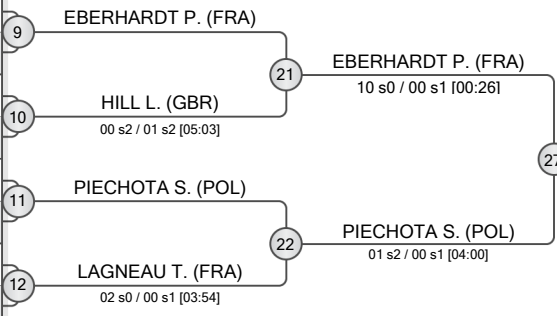 EBERHARDT P. (FRA)
9
21
EBERHARDT P. (FRA)
10 s0 / 00 s1 [00:26]
HILL L. (GBR)
10
00 s2 / 01 s2 [05:03]
27
PIECHOTA S. (POL)
11
22
PIECHOTA S. (POL)
01 s2 / 00 s1 [04:00]
LAGNEAU T. (FRA)
12
02 s0 / 00 s1 [03:54]